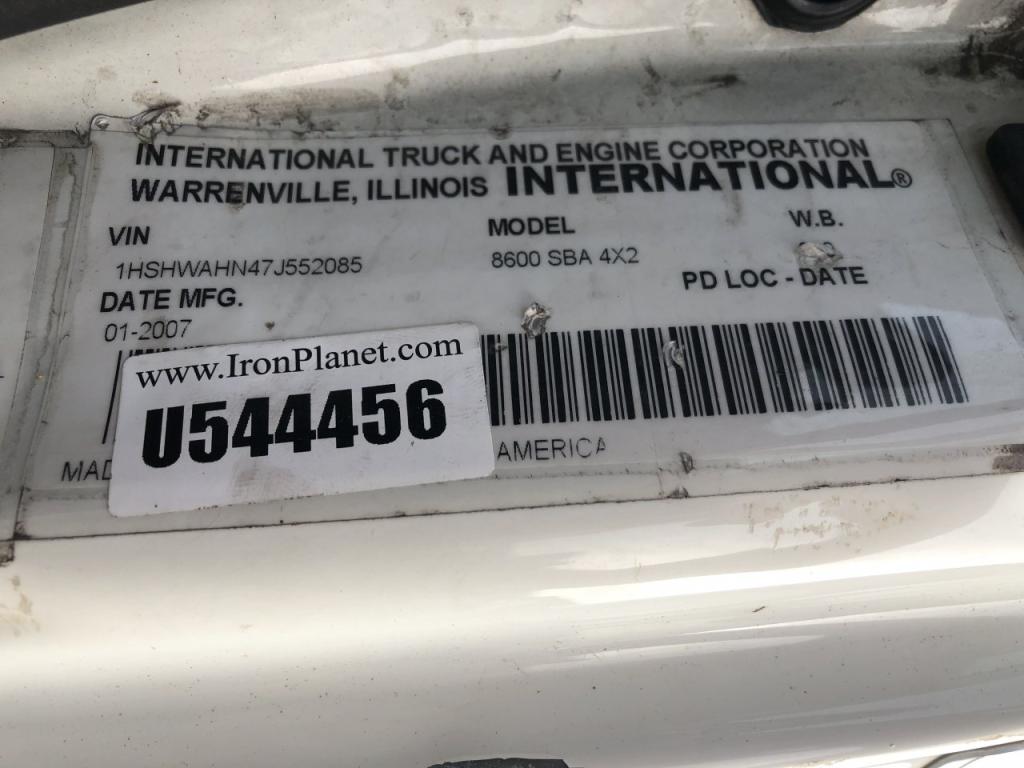 INTERNATIONAL TRUCK AND ENGINE CORPORATION
WARRENVILLE, ILLINOIS INTERNATIONAL®
VIN MODEL W.B.
1HSHWAHN47J552085 8600 SBA 4X2
DATE MFG. PD LOC - DATE
01-2007
www.IronPlanet.com
U544456
AMERICA